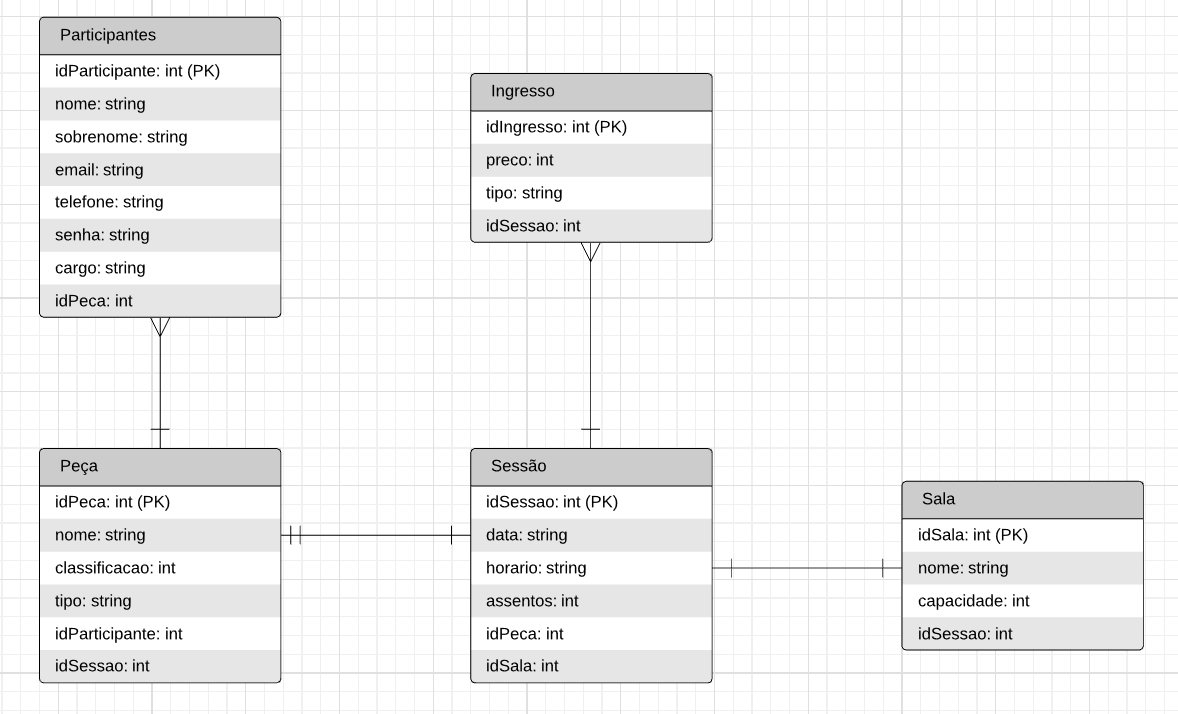 Participantes
idParticipante: int (PK)
nome: string
sobrenome: string
email: string
telefone: string
senha: string
cargo: string
idPeca: int
Ingresso
idIngresso: int (PK)
preco: int
tipo: string
idSessao: int
Peça
idPeca: int (PK)
nome: string
classificacao: int
tipo: string
idParticipante: int
idSessao: int
Sessão
idSessao: int (PK)
data: string
horario: string
assentos: int
idPeca: int
idSala: int
Sala
idSala: int (PK)
nome: string
capacidade: int
idSessao: int